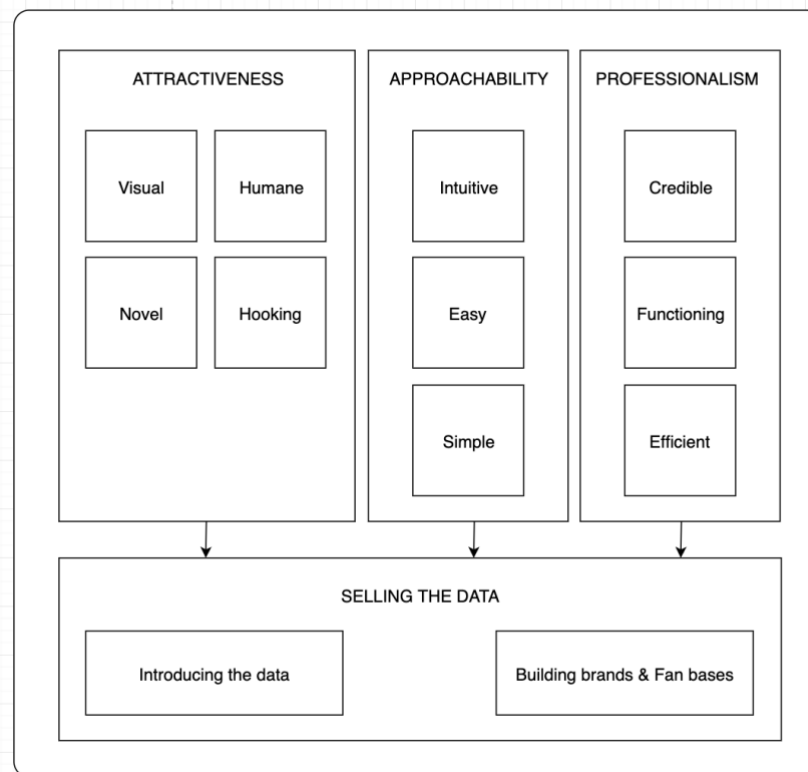 ATTRACTIVENESS
Visual
Humane
Novel
Hooking
APPROACHABILITY
Intuitive
Easy
Simple
PROFESSIONALISM
Credible
Functioning
Efficient
SELLING THE DATA
Introducing the data
Building brands & Fan bases